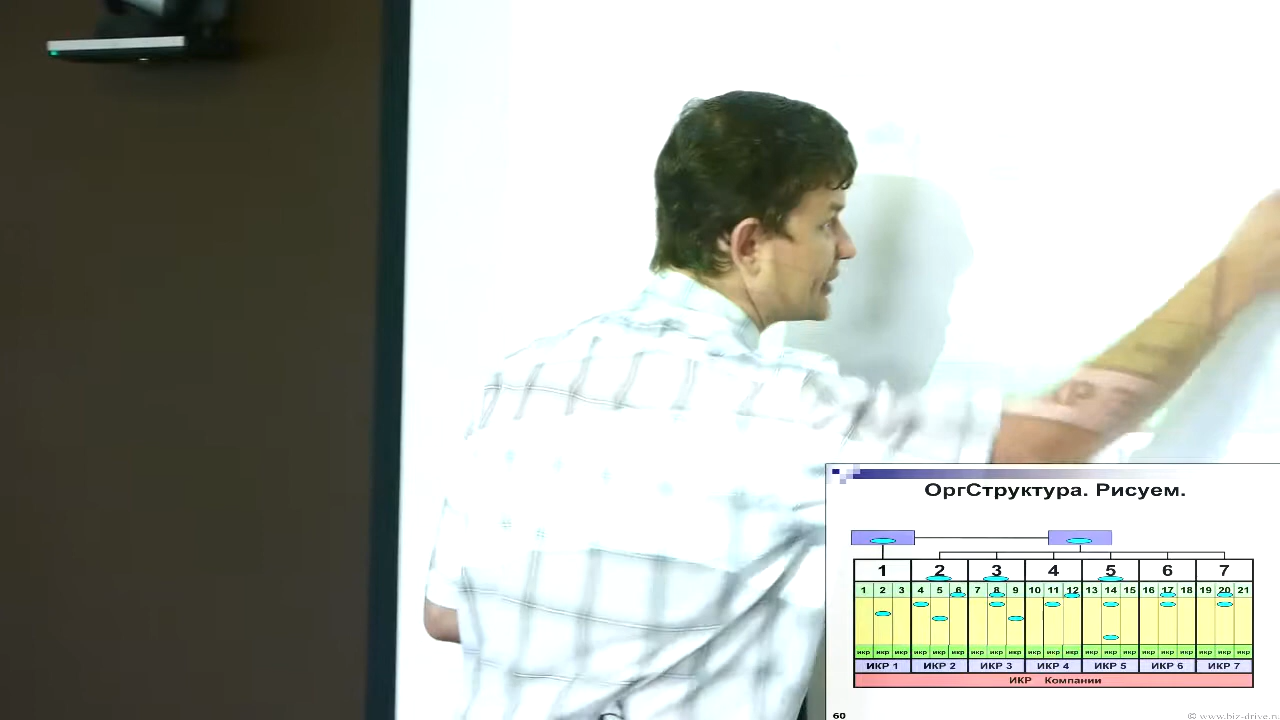 ОргСтруктура. Рисуем.
1 2 3 4 5 6 7
1 2 3 4 5 6 7 8 9 10 11 12 13 14 15 16 17 18 19 20 21
икр икр икр икр икр икр икр икр икр икр икр икр икр икр икр икр икр икр икр икр икр
ИКР 1 ИКР 2 ИКР 3 ИКР 4 ИКР 5 ИКР 6 ИКР 7
ИКР Компании
60
© www.biz-drive.r